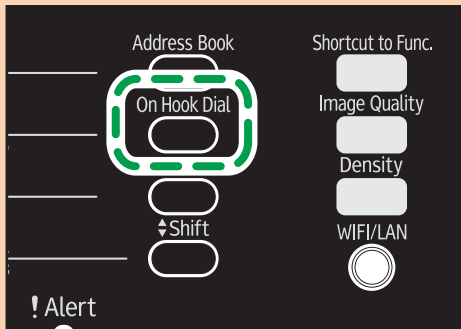 Address Book
Shortcut to Func.
On Hook Dial
Image Quality
Density
Shift
WIFI/LAN
! Alert